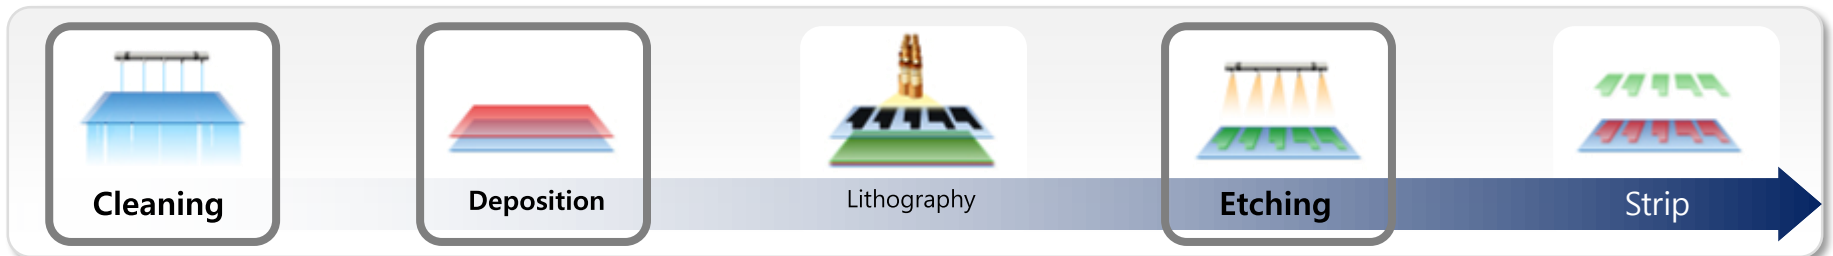 Cleaning
Deposition
Lithography
Etching
Strip